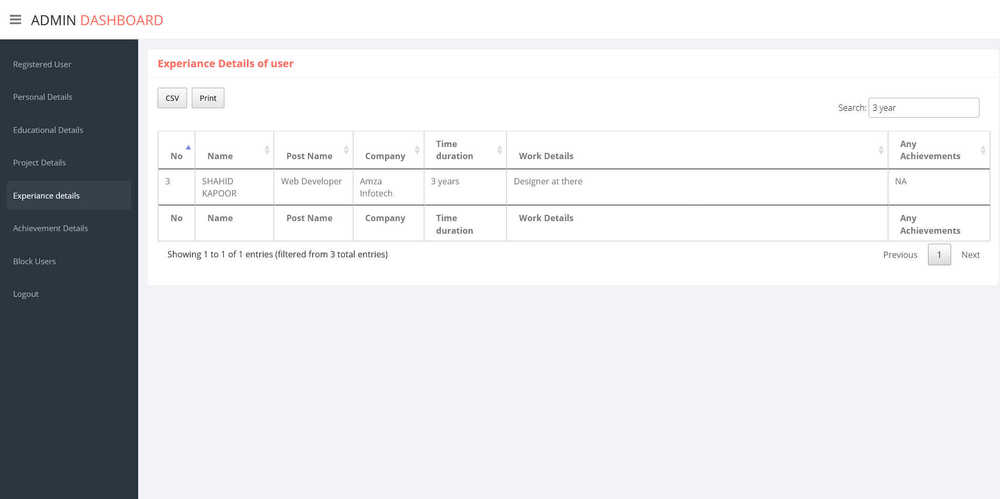 ADMIN DASHBOARD
Registered User
Personal Details
Educational Details
Project Details
Experiance details
Achievement Details
Block Users
Logout
Experiance Details of user
CSV Print
Search: 3 year
No Name Post Name Company Time duration Work Details Any Achievements
3 SHAHID KAPOOR Web Developer Amza Infotech 3 years Designer at there NA
No Name Post Name Company Time duration Work Details Any Achievements
Showing 1 to 1 of 1 entries (filtered from 3 total entries)
Previous 1 Next